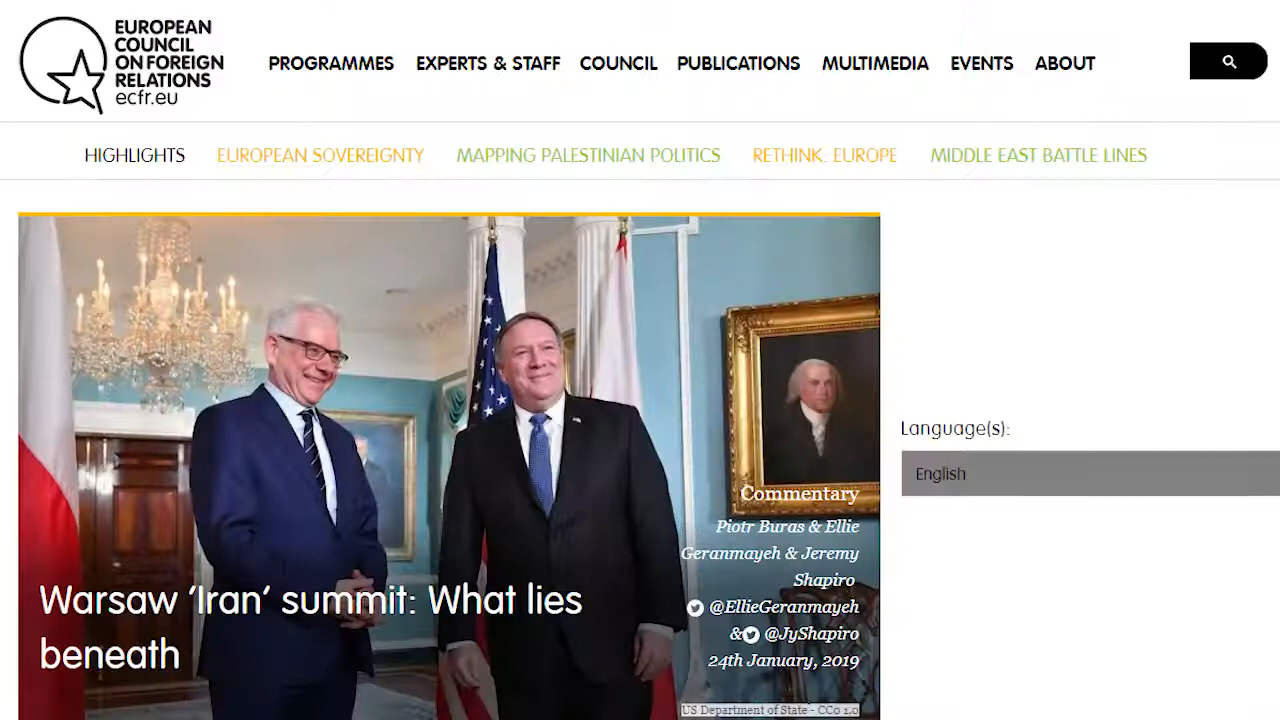 EUROPEAN
COUNCIL
ON FOREIGN
RELATIONS
ecfr.eu
PROGRAMMES EXPERTS & STAFF COUNCIL PUBLICATIONS MULTIMEDIA EVENTS ABOUT
HIGHLIGHTS EUROPEAN SOVEREIGNTY MAPPING PALESTINIAN POLITICS RETHINK: EUROPE MIDDLE EAST BATTLE LINES
Language(s):
English
Commentary
Piotr Buras & Ellie
Geranmayeh & Jeremy
Shapiro
@EllieGeranmayeh
& @JyShapiro
24th January, 2019
Warsaw ‘Iran’ summit: What lies
beneath
US Department of State - CC0 1.0